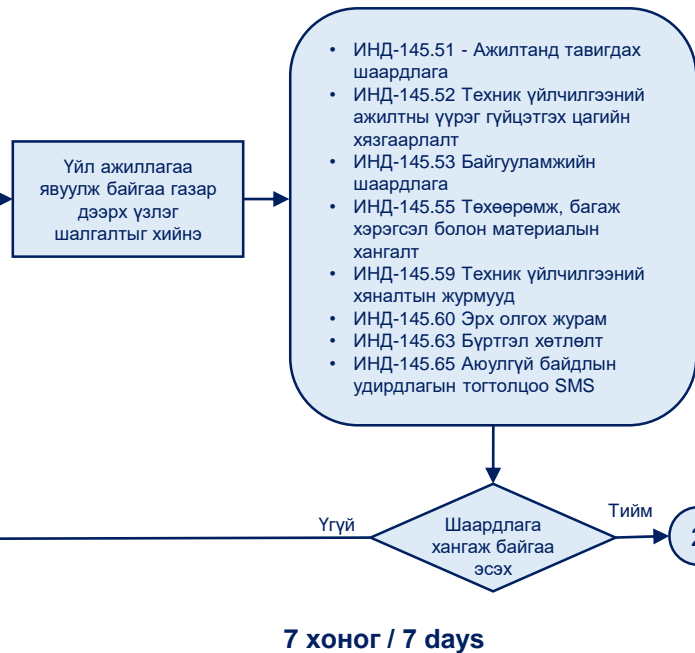 • ИНД-145.51 - Ажилтанд тавигдах
шаардлага
• ИНД-145.52 Техник үйлчилгээний
ажилтны үүрэг гүйцэтгэх цагийн
хязгаарлалт
• ИНД-145.53 Байгууламжийн
шаардлага
• ИНД-145.55 Төхөөрөмж, багаж
хэрэгсэл болон материалын
хангалт
• ИНД-145.59 Техник үйлчилгээний
хяналтын журмууд
• ИНД-145.60 Эрх олгох журам
• ИНД-145.63 Бүртгэл хөтлөлт
• ИНД-145.65 Аюулгүй байдлын
удирдлагын тогтолцоо SMS
Үйл ажиллагаа
явуулж байгаа газар
дээрх үзлэг
шалгалтыг хийнэ
Үгүй
Шаардлага
хангаж байгаа
эсэх
Тийм
2
7 хоног / 7 days